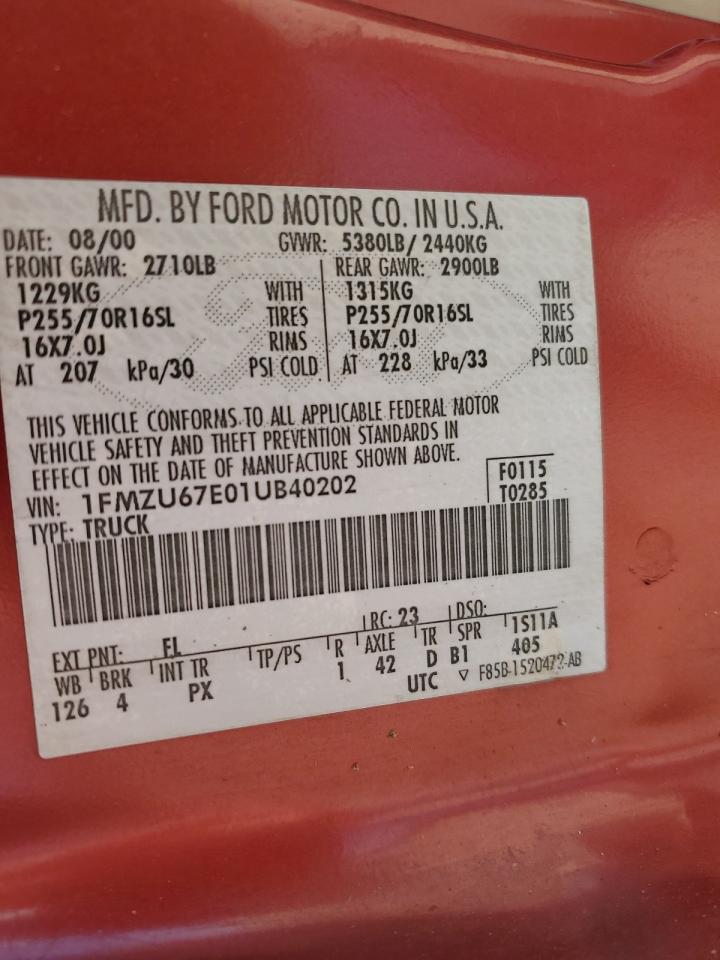 MFD. BY FORD MOTOR CO. IN U.S.A.
DATE: 08/00 GVWR: 5380LB/ 2440KG
FRONT GAWR: 2710LB REAR GAWR: 2900LB
1229KG WITH 1315KG WITH
P255/70R16SL TIRES P255/70R16SL TIRES
16X7.0J RIMS 16X7.0J RIMS
AT 207 kPa/30 PSI COLD AT 228 kPa/33 PSI COLD
THIS VEHICLE CONFORMS TO ALL APPLICABLE FEDERAL MOTOR
VEHICLE SAFETY AND THEFT PREVENTION STANDARDS IN
EFFECT ON THE DATE OF MANUFACTURE SHOWN ABOVE.
VIN: 1FMZU67E01UB40202 F0115
TYPE: TRUCK T0285
EXT PNT: FL RC: 23 DSO:
WB BRK INT TR TP/PS R AXLE TR SPR 1S11A
126 4 PX 1 42 D B1 405
UTC ▽ F85B-1520472-AB